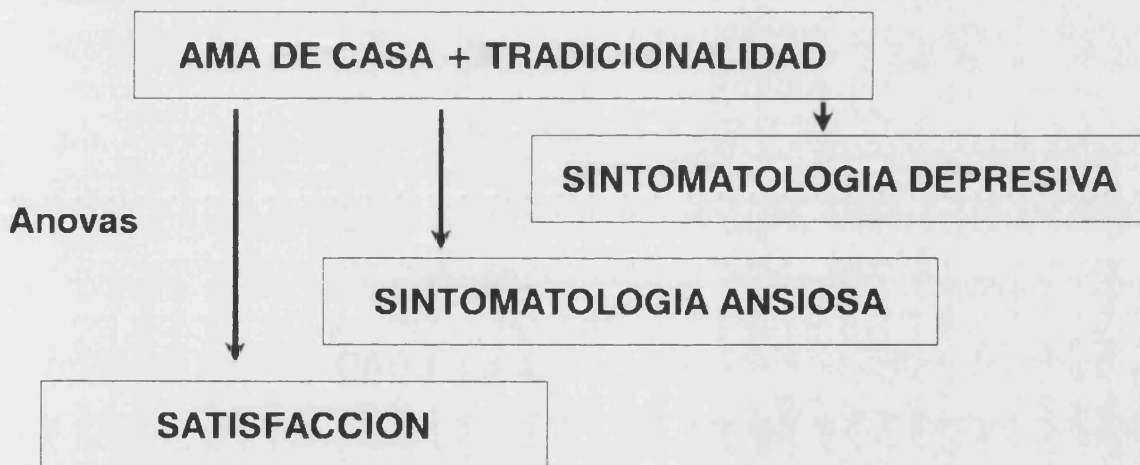 AMA DE CASA + TRADICIONALIDAD
SINTOMATOLOGIA DEPRESIVA
Anovas
SINTOMATOLOGIA ANSIOSA
SATISFACCION